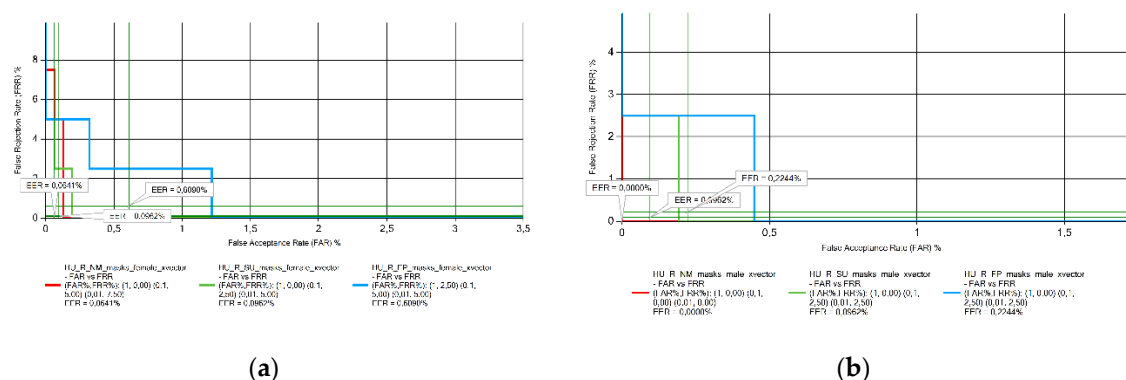 8
6
4
2
0
False Rejection Rate (FRR) %
EER = 0,0641%
EER = 0,6090%
EER = 0,0962%
0 0,5 1 1,5 2 2,5 3 3,5
False Acceptance Rate (FAR) %
HU_R_NM_masks_female_xvector
- FAR vs FRR
(FAR%,FRR%): (1, 0,00) (0,1,
5,00) (0,01, 7,50)
EER = 0,0641%
HU_R_SU_masks_female_xvector
- FAR vs FRR
(FAR%,FRR%): (1, 0,00) (0,1,
2,50) (0,01, 5,00)
EER = 0,0962%
HU_R_FP_masks_female_xvector
- FAR vs FRR
(FAR%,FRR%): (1, 2,50) (0,1,
5,00) (0,01, 5,00)
EER = 0,6090%
(a)
4
3
2
1
0
False Rejection Rate (FRR) %
EER = 0,0000%
EER = 0,0962%
EER = 0,2244%
0 0,5 1 1,5
False Acceptance Rate (FAR) %
HU_R_NM_masks_male_xvector
- FAR vs FRR
(FAR%,FRR%): (1, 0,00) (0,1,
0,00) (0,01, 0,00)
EER = 0,0000%
HU_R_SU_masks_male_xvector
- FAR vs FRR
(FAR%,FRR%): (1, 0,00) (0,1,
2,50) (0,01, 2,50)
EER = 0,0962%
HU_R_FP_masks_male_xvector
- FAR vs FRR
(FAR%,FRR%): (1, 0,00) (0,1,
2,50) (0,01, 2,50)
EER = 0,2244%
(b)